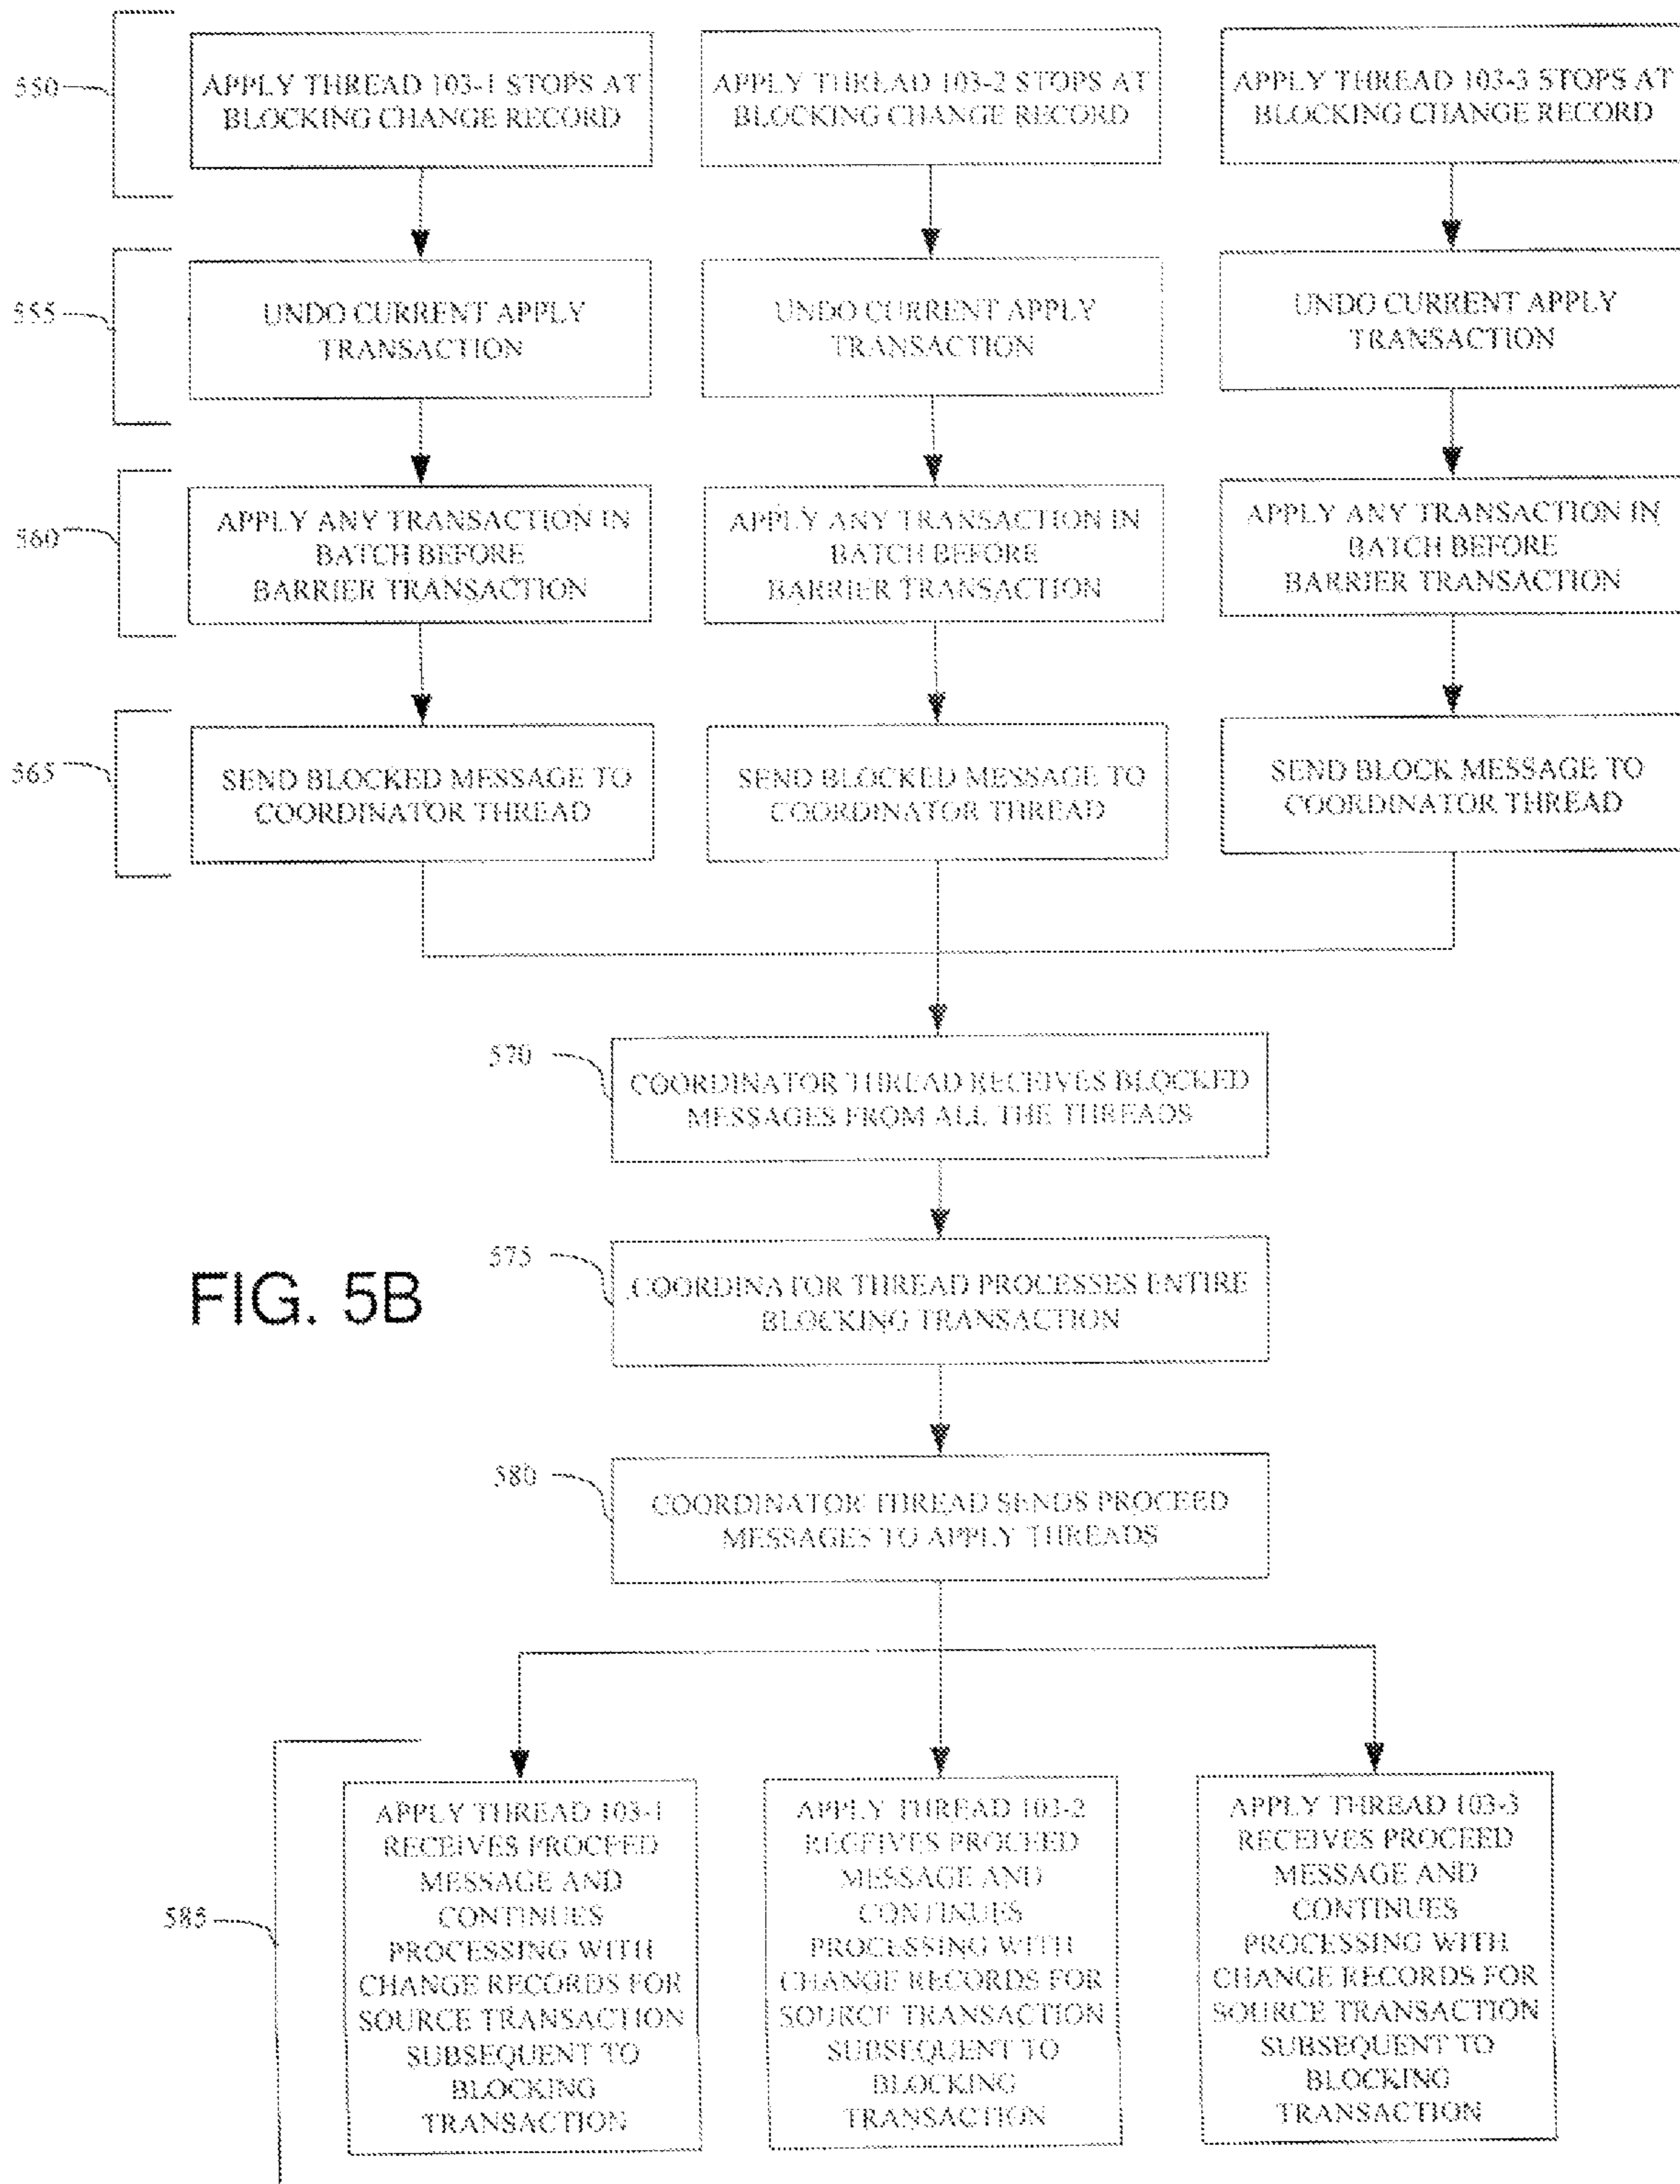 550
APPLY THREAD 103-1 STOPS AT
BLOCKING CHANGE RECORD
APPLY THREAD 103-2 STOPS AT
BLOCKING CHANGE RECORD
APPLY THREAD 103-3 STOPS AT
BLOCKING CHANGE RECORD
555
UNDO CURRENT APPLY
TRANSACTION
UNDO CURRENT APPLY
TRANSACTION
UNDO CURRENT APPLY
TRANSACTION
560
APPLY ANY TRANSACTION IN
BATCH BEFORE
BARRIER TRANSACTION
APPLY ANY TRANSACTION IN
BATCH BEFORE
BARRIER TRANSACTION
APPLY ANY TRANSACTION IN
BATCH BEFORE
BARRIER TRANSACTION
565
SEND BLOCKED MESSAGE TO
COORDINATOR THREAD
SEND BLOCKED MESSAGE TO
COORDINATOR THREAD
SEND BLOCK MESSAGE TO
COORDINATOR THREAD
570
COORDINATOR THREAD RECEIVES BLOCKED
MESSAGES FROM ALL THE THREADS
575
COORDINATOR THREAD PROCESSES ENTIRE
BLOCKING TRANSACTION
FIG. 5B
580
COORDINATOR THREAD SENDS PROCEED
MESSAGES TO APPLY THREADS
585
APPLY THREAD 103-1
RECEIVES PROCEED
MESSAGE AND
CONTINUES
PROCESSING WITH
CHANGE RECORDS FOR
SOURCE TRANSACTION
SUBSEQUENT TO
BLOCKING
TRANSACTION
APPLY THREAD 103-2
RECEIVES PROCEED
MESSAGE AND
CONTINUES
PROCESSING WITH
CHANGE RECORDS FOR
SOURCE TRANSACTION
SUBSEQUENT TO
BLOCKING
TRANSACTION
APPLY THREAD 103-3
RECEIVES PROCEED
MESSAGE AND
CONTINUES
PROCESSING WITH
CHANGE RECORDS FOR
SOURCE TRANSACTION
SUBSEQUENT TO
BLOCKING
TRANSACTION